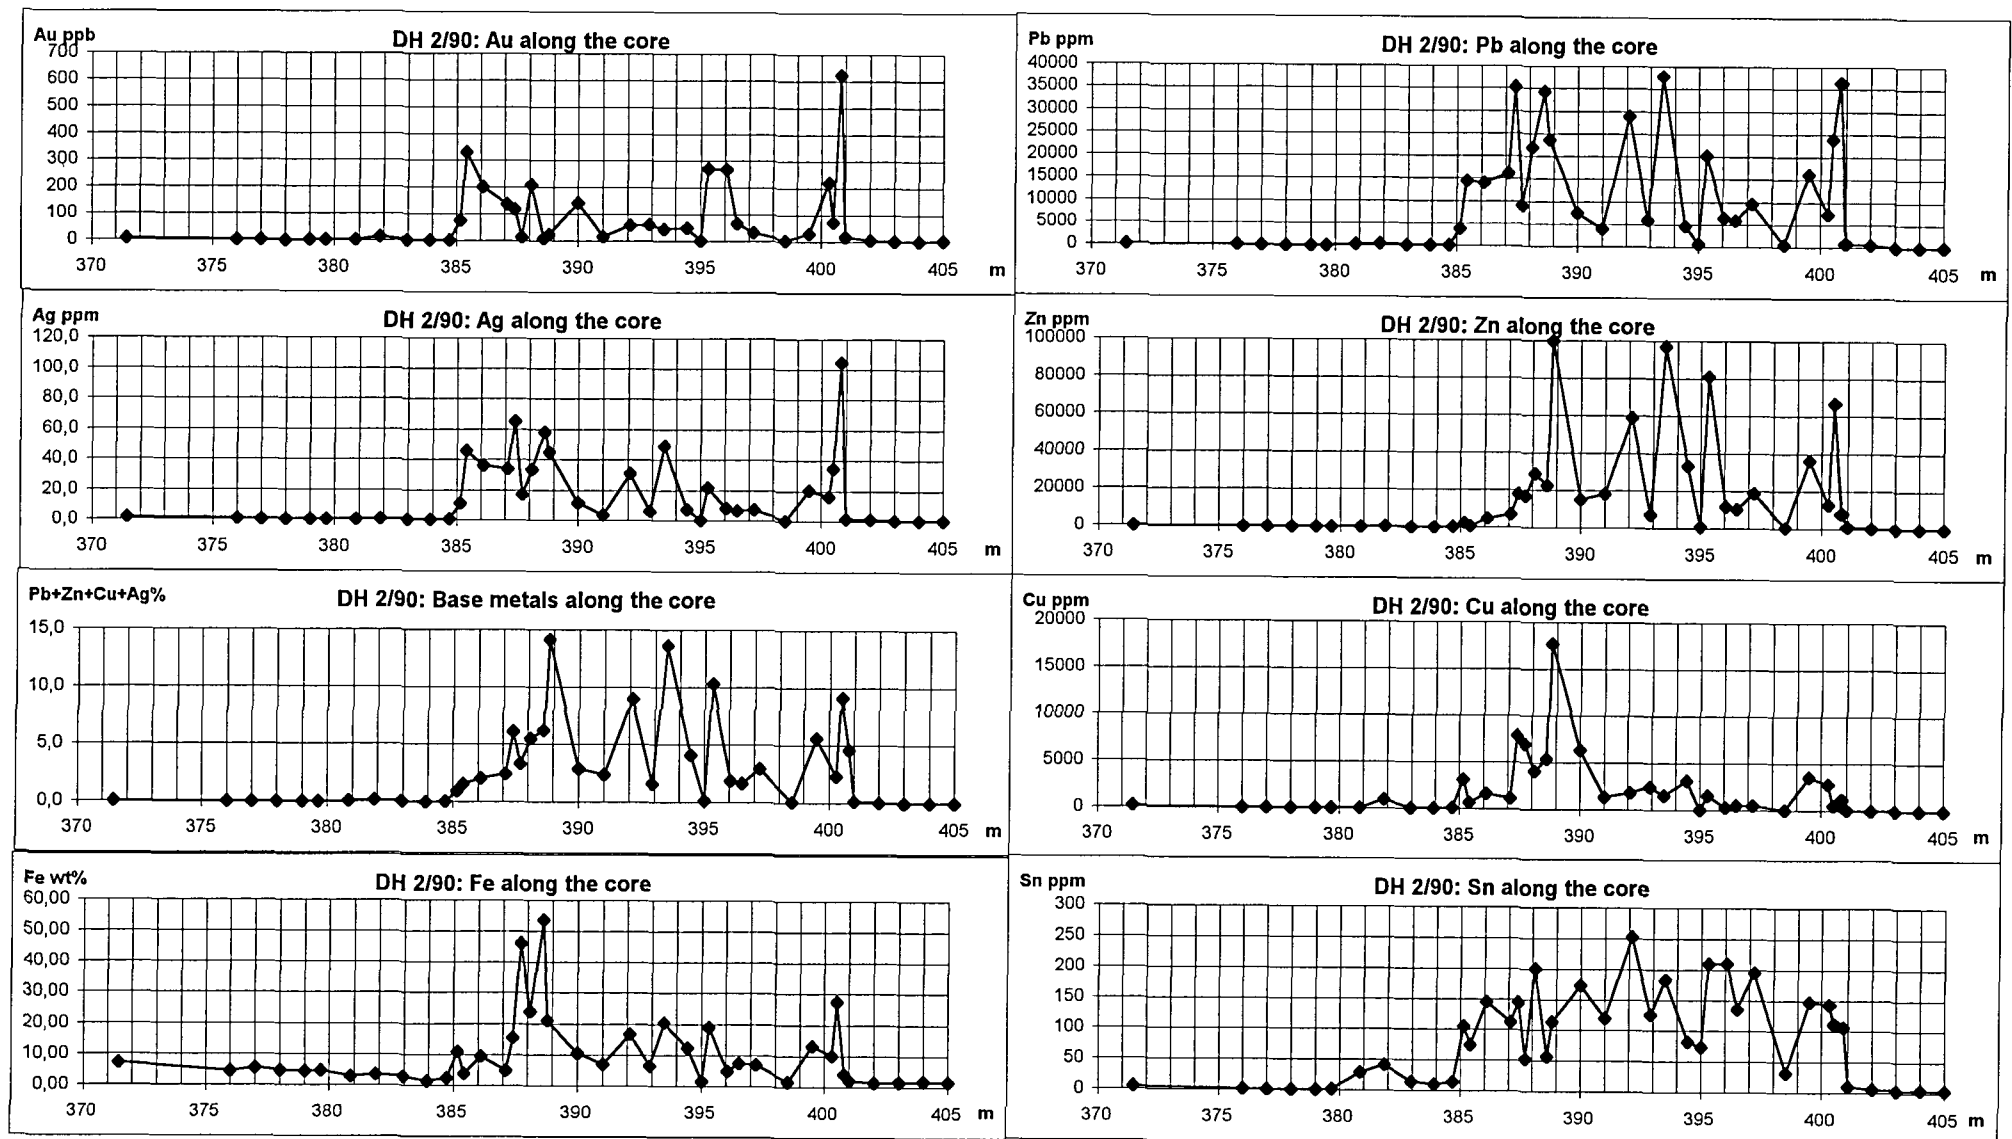 Au ppb
DH 2/90: Au along the core
700
600
500
400
300
200
100
0
370 375 380 385 390 395 400 405 m
Pb ppm
DH 2/90: Pb along the core
40000
35000
30000
25000
20000
15000
10000
5000
0
370 375 380 385 390 395 400 405 m
Ag ppm
DH 2/90: Ag along the core
120,0
100,0
80,0
60,0
40,0
20,0
0,0
370 375 380 385 390 395 400 405 m
Zn ppm
DH 2/90: Zn along the core
100000
80000
60000
40000
20000
0
370 375 380 385 390 395 400 405 m
Pb+Zn+Cu+Ag%
DH 2/90: Base metals along the core
15,0
10,0
5,0
0,0
370 375 380 385 390 395 400 405 m
Cu ppm
DH 2/90: Cu along the core
20000
15000
10000
5000
0
370 375 380 385 390 395 400 405 m
Fe wt%
DH 2/90: Fe along the core
60,00
50,00
40,00
30,00
20,00
10,00
0,00
370 375 380 385 390 395 400 405 m
Sn ppm
DH 2/90: Sn along the core
300
250
200
150
100
50
0
370 375 380 385 390 395 400 405 m